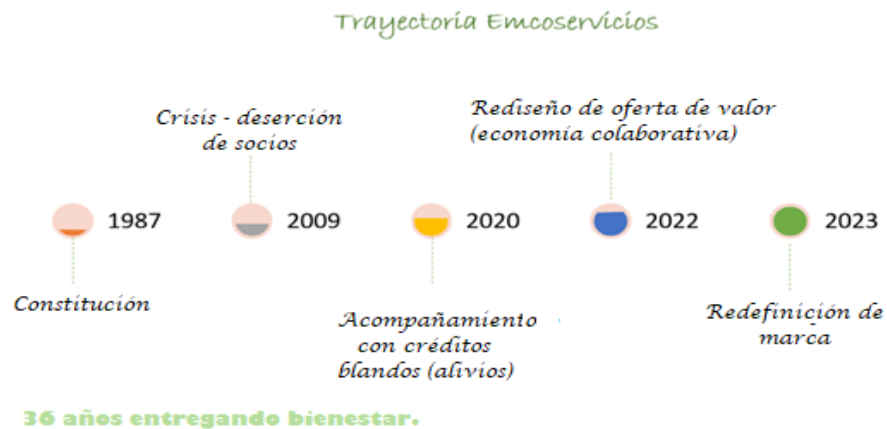 Trayectoria Emcoservicios
Crisis - deserción
de socios
Rediseño de oferta de valor
(economía colaborativa)
1987
2009
2020
2022
2023
Constitución
Acompañamiento
con créditos
blandos (alivios)
Redefinición de
marca
36 años entregando bienestar.